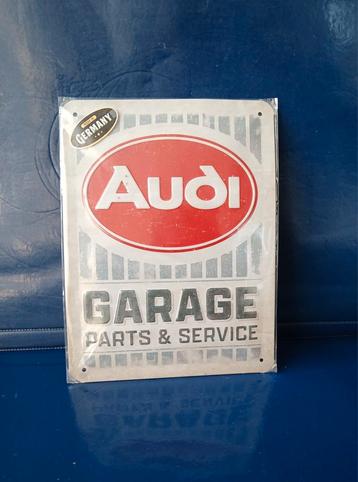 GERMANY
Audi
GARAGE
PARTS & SERVICE